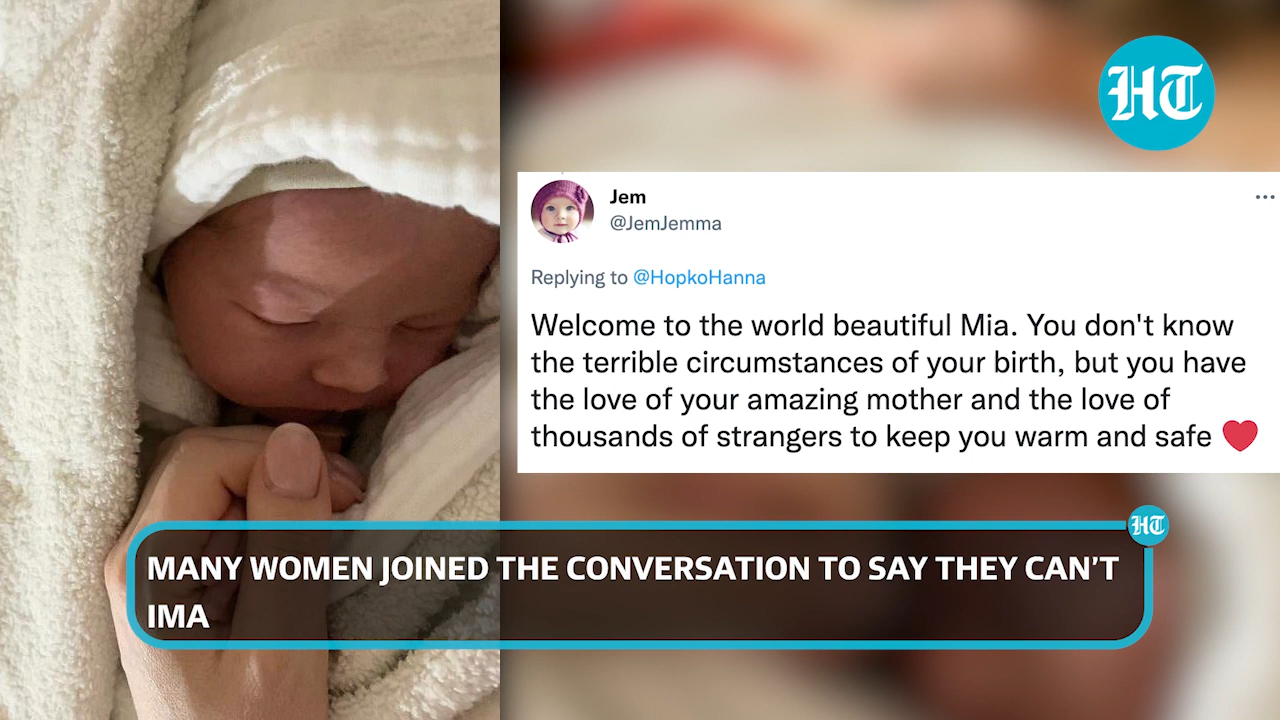 HT
Jem
@JemJemma
Replying to @HopkoHanna
Welcome to the world beautiful Mia. You don't know
the terrible circumstances of your birth, but you have
the love of your amazing mother and the love of
thousands of strangers to keep you warm and safe ❤️
HT
MANY WOMEN JOINED THE CONVERSATION TO SAY THEY CAN'T
IMA